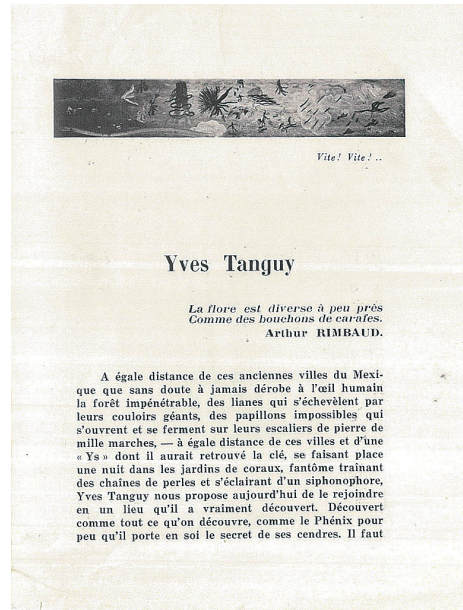 Vite! Vite! ..
Yves Tanguy
La flore est diverse à peu près
Comme des bouchons de carafes.
Arthur RIMBAUD.
A égale distance de ces anciennes villes du Mexi-
que que sans doute à jamais dérobe à l'œil humain
la forêt impénétrable, des lianes qui s'échevèlent par
leurs couloirs géants, des papillons impossibles qui
s'ouvrent et se ferment sur leurs escaliers de pierre de
mille marches, — à égale distance de ces villes et d'une
« Ys » dont il aurait retrouvé la clé, se faisant place
une nuit dans les jardins de coraux, fantôme traînant
des chaînes de perles et s'éclairant d'un siphonophore,
Yves Tanguy nous propose aujourd'hui de le rejoindre
en un lieu qu'il a vraiment découvert. Découvert
comme tout ce qu'on découvre, comme le Phénix pour
peu qu'il porte en soi le secret de ses cendres. Il faut